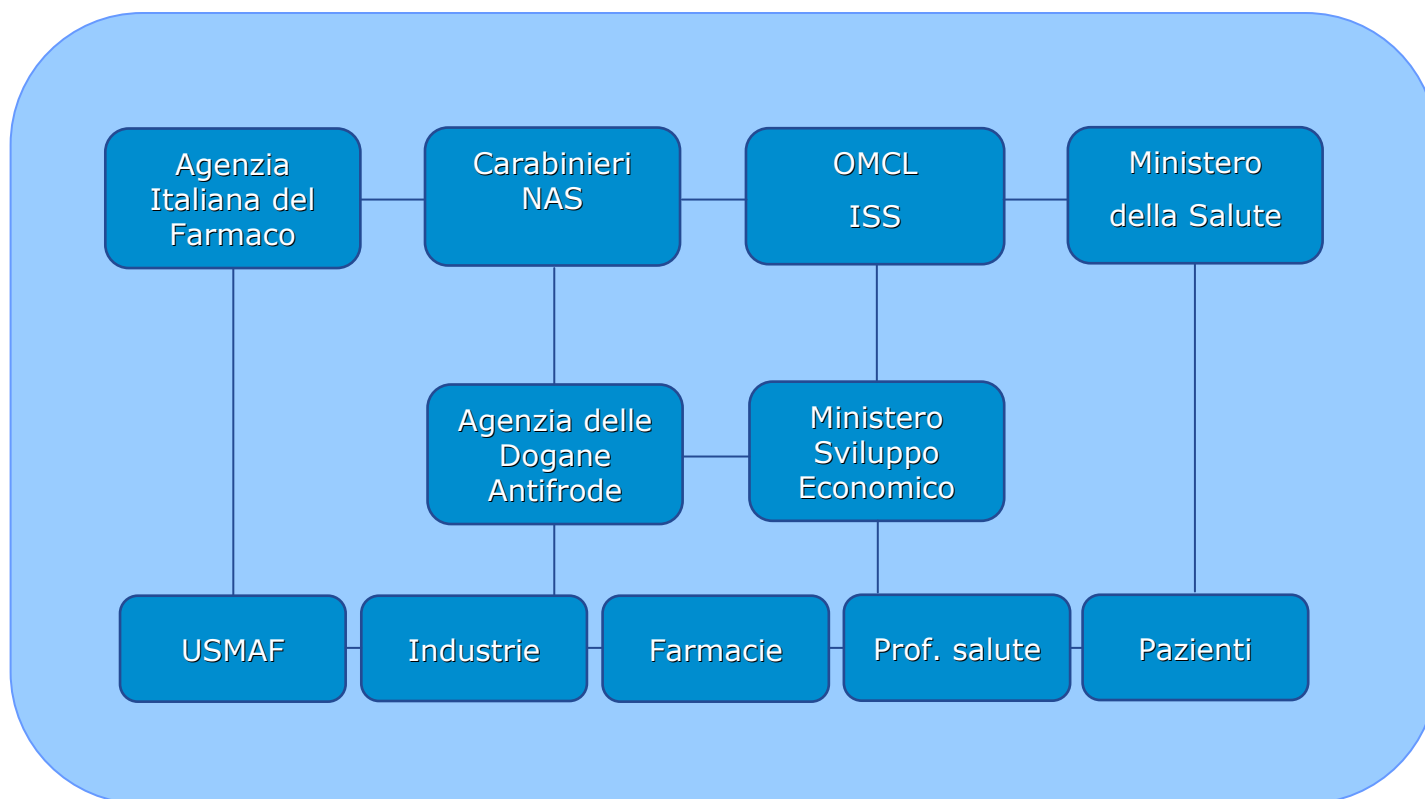 Agenzia
Italiana del
Farmaco
Carabinieri
NAS
OMCL
ISS
Ministero
della Salute
Agenzia delle
Dogane
Antifrode
Ministero
Sviluppo
Economico
USMAF
Industrie
Farmacie
Prof. salute
Pazienti